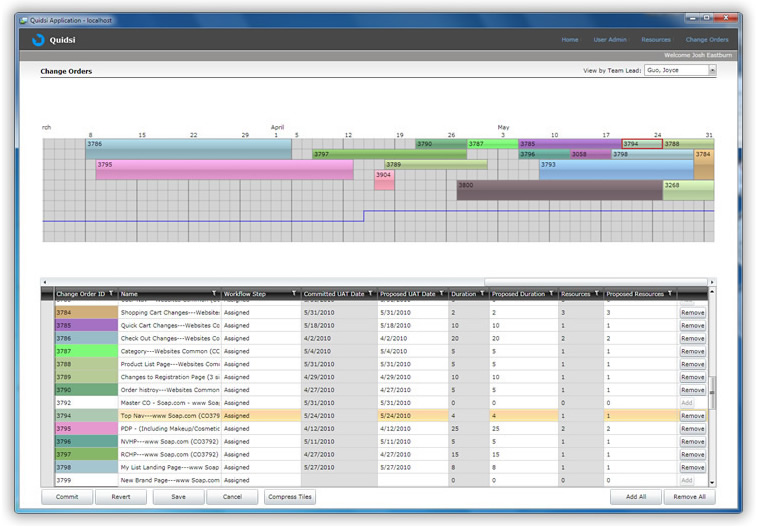 Quidsi Application - localhost
Quidsi Home User Admin Resources Change Orders
Welcome Josh Eastburn
Change Orders View by Team Lead: Guo, Joyce
rch April May
8 15 22 29 1 5 12 19 26 3 10 17 24 31
3786 3790 3787 3785 3794 3788
3797 3796 3058 3798 3784
3795 3789 3793
3904
3800 3268
Change Order ID Name Workflow Step Committed UAT Date Proposed UAT Date Duration Proposed Duration Resources Proposed Resources
3784 Shopping Cart Changes---Websites Assigned 5/31/2010 5/31/2010 2 2 3 3 Remove
3785 Quick Cart Changes---Websites Co Assigned 5/18/2010 5/18/2010 10 10 1 1 Remove
3786 Check Out Changes---Websites Co Assigned 4/2/2010 4/2/2010 20 20 2 2 Remove
3787 Category---Websites Common (CC Assigned 5/4/2010 5/4/2010 5 5 1 1 Remove
3788 Product List Page---Websites Com Assigned 5/31/2010 5/31/2010 5 5 1 1 Remove
3789 Changes to Registration Page (3 si Assigned 4/29/2010 4/29/2010 10 10 1 1 Remove
3790 Order histroy---Websites Common Assigned 4/27/2010 4/27/2010 5 5 1 1 Remove
3792 Master CO - Soap.com - www Soap Assigned 0 0 0 0 Add
3794 Top Nav---www Soap.com (CO379 Assigned 5/24/2010 5/24/2010 4 4 1 1 Remove
3795 PDP - (Including Makeup/Cosmetic Assigned 4/12/2010 4/12/2010 25 25 2 2 Remove
3796 NVHP---www Soap.com (CO3792) Assigned 5/11/2010 5/11/2010 5 5 1 1 Remove
3797 RCHP---www Soap.com (CO3792) Assigned 4/27/2010 4/27/2010 15 15 1 1 Remove
3798 My List Landing Page---www Soap Assigned 5/27/2010 5/27/2010 8 8 1 1 Remove
3799 New Brand Page---www Soap.com Assigned 0 0 0 0 Add
Commit Revert Save Cancel Compress Tiles Add All Remove All